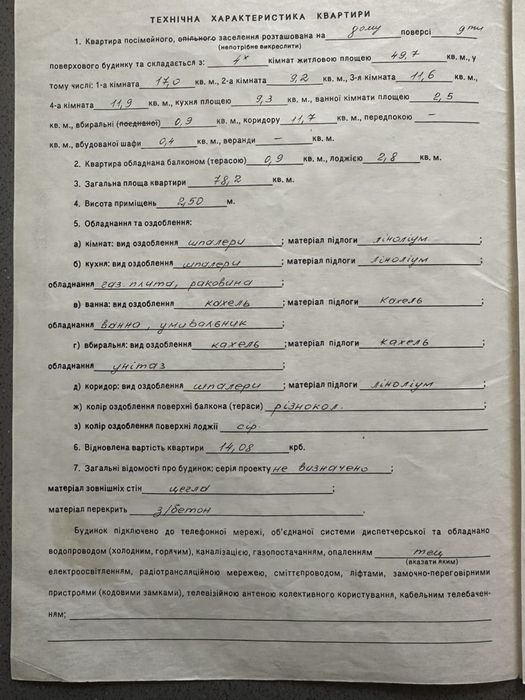 ТЕХНІЧНА ХАРАКТЕРИСТИКА КВАРТИРИ
1. Квартира посімейного, спільного заселення розташована на 9ому поверсі 9ти
(непотрібне викреслити)
поверхового будинку та складається з: 4х кімнат житловою площею 49,7 кв. м., у
тому числі: 1-а кімната 17,0 кв. м., 2-а кімната 9,2 кв. м., 3-я кімната 11,6 кв. м.,
4-а кімната 11,9 кв. м., кухня площею 9,3 кв. м., ванної кімнати площею 2,5
кв. м., вбиральні (поєднаної) 0,9 кв. м., коридору 11,7 кв. м., передпокою —
кв. м., вбудованої шафи 0,4 кв. м., веранди — кв. м.
2. Квартира обладнана балконом (терасою) 0,9 кв. м., лоджією 2,8 кв. м.
3. Загальна площа квартири 78,2 кв. м.
4. Висота приміщень 2,50 м.
5. Обладнання та оздоблення:
а) Кімнат: вид оздоблення шпалери; матеріал підлоги лінолiум;
б) кухня: вид оздоблення шпалери; матеріал підлоги лінолiум;
обладнання газ. плита, раковина;
в) ванна: вид оздоблення кахель; матеріал підлоги кахель
обладнання ванна, умивальник;
г) вбиральня: вид оздоблення кахель; матеріал підлоги кахель;
обладнання унітаз;
д) коридор: вид оздоблення шпалери; матеріал підлоги лінолiум;
ж) колір оздоблення поверхні балкона (тераси) різнокол.;
з) колір оздоблення поверхні лоджії сір.;
6. Відновлена вартість квартири 14,08 крб.
7. Загальні відомості про будинок: серія проекту не визначено;
матеріал зовнішніх стін цегла;
матеріал перекрить з/бетон.
Будинок підключено до телефонної мережі, об'єднаної системи диспетчерської та обладнано
водопроводом (холодним, горячим), каналізацією, газопостачанням, опаленням тец
(вказати яким)
електроосвітленням, радіотрансляційною мережею, сміттєпроводом, ліфтами, замочно-переговірними
пристроями (кодовими замками), телевізійною антеною колективного користування, кабельним телебачен-
ням;